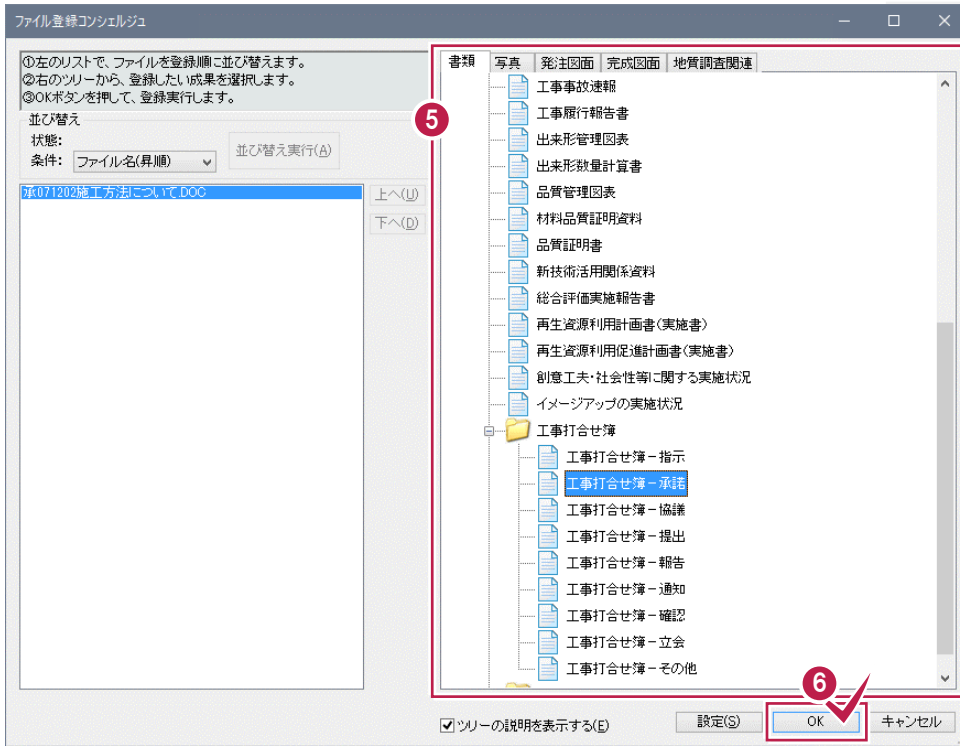 ファイル登録コンシェルジュ
①左のリストで、ファイルを登録順に並び替えます。
②右のツリーから、登録したい成果を選択します。
③OKボタンを押して、登録実行します。
並び替え
状態:
条件: ファイル名(昇順)
並び替え実行(A)
承071202施工方法について.DOC
上へ(U)
下へ(D)
5
書類 写真 発注図面 完成図面 地質調査関連
工事事故速報
工事履行報告書
出来形管理図表
出来形数量計算書
品質管理図表
材料品質証明資料
品質証明書
新技術活用関係資料
総合評価実施報告書
再生資源利用計画書(実施書)
再生資源利用促進計画書(実施書)
創意工夫・社会性等に関する実施状況
イメージアップの実施状況
工事打合せ簿
工事打合せ簿－指示
工事打合せ簿－承諾
工事打合せ簿－協議
工事打合せ簿－提出
工事打合せ簿－報告
工事打合せ簿－通知
工事打合せ簿－確認
工事打合せ簿－立会
工事打合せ簿－その他
6
ツリーの説明を表示する(E)
設定(S)
OK
キャンセル